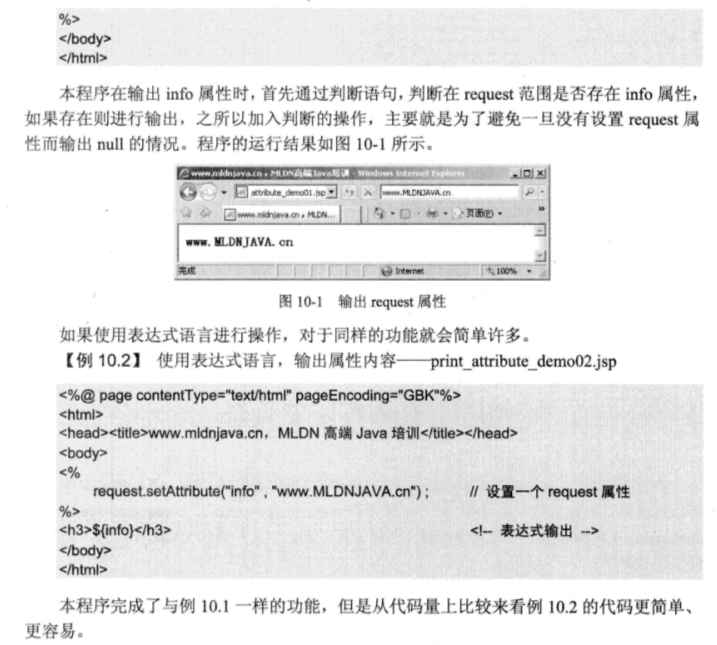 %>
</body>
</html>
本程序在输出 info 属性时，首先通过判断语句，判断在 request 范围是否存在 info 属性，
如果存在则进行输出，之所以加入判断的操作，主要就是为了避免一旦没有设置 request 属
性而输出 null 的情况。程序的运行结果如图 10-1 所示。
www.mldnjava.cn，MLDN高端Java培训 - Windows Internet Explorer
attribute_demo01.jsp www.MLDNJAVA.cn
www.mldnjava.cn，MLDN... 页面(P)
www.MLDNJAVA.cn
完成 Internet 100%
图 10-1 输出 request 属性
如果使用表达式语言进行操作，对于同样的功能就会简单许多。
【例 10.2】 使用表达式语言，输出属性内容——print_attribute_demo02.jsp
<%@ page contentType="text/html" pageEncoding="GBK"%>
<html>
<head><title>www.mldnjava.cn，MLDN 高端 Java 培训</title></head>
<body>
<%
request.setAttribute("info" , "www.MLDNJAVA.cn") ; // 设置一个 request 属性
%>
<h3>${info}</h3> <!-- 表达式输出 -->
</body>
</html>
本程序完成了与例 10.1 一样的功能，但是从代码量上比较来看例 10.2 的代码更简单、
更容易。